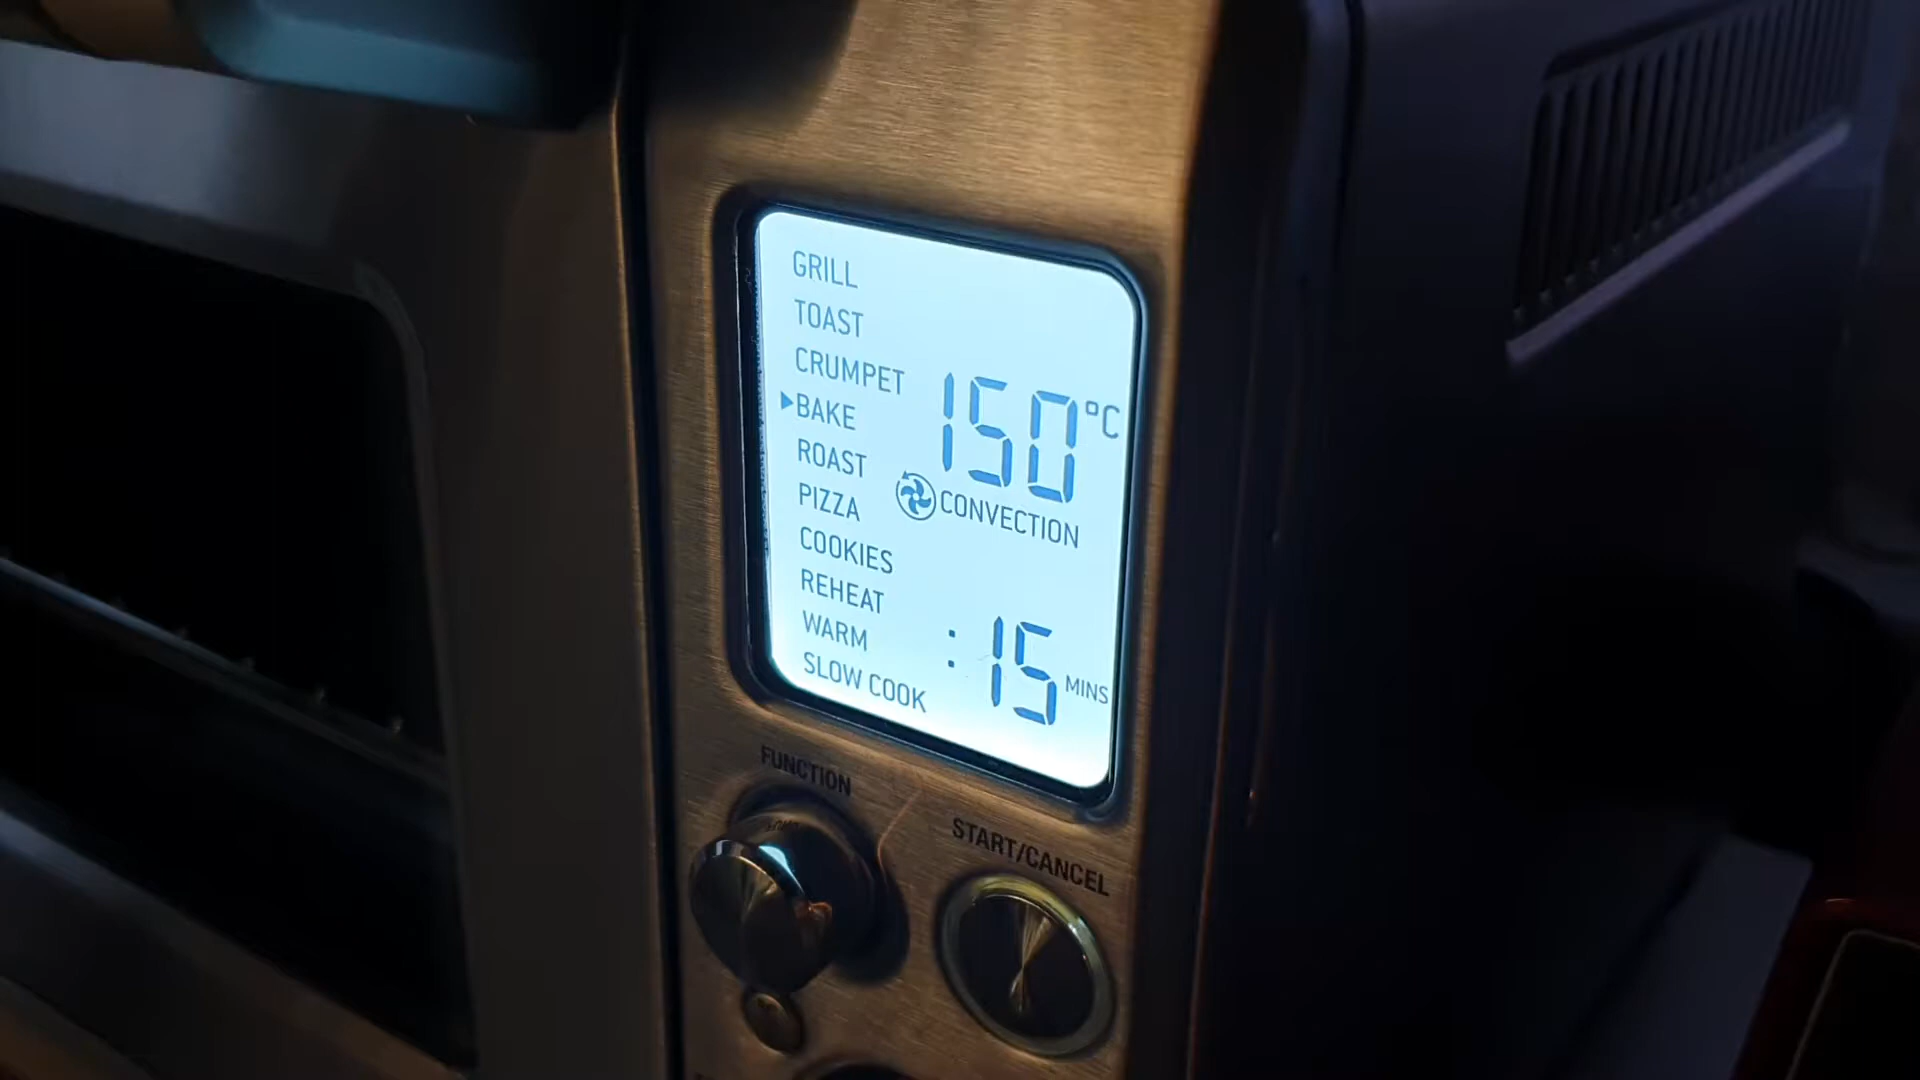 GRILL
TOAST
CRUMPET
BAKE
ROAST
PIZZA
COOKIES
REHEAT
WARM
SLOW COOK
150°C
CONVECTION
:15 MINS
FUNCTION
START/CANCEL